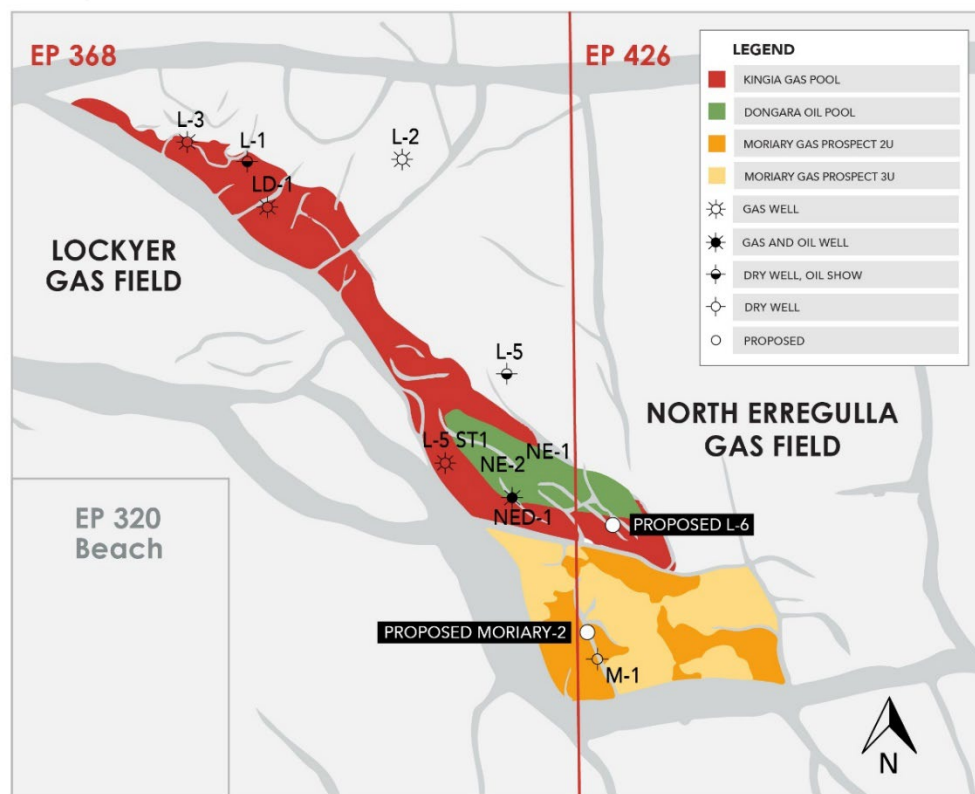 EP 368
EP 426
LEGEND
KINGIA GAS POOL
DONGARA OIL POOL
MORIARY GAS PROSPECT 2U
MORIARY GAS PROSPECT 3U
GAS WELL
GAS AND OIL WELL
DRY WELL, OIL SHOW
DRY WELL
PROPOSED
L-3
L-1
L-2
LD-1
LOCKYER
GAS FIELD
L-5
NORTH ERREGULLA
GAS FIELD
L-5 ST1
NE-1
NE-2
NED-1
PROPOSED L-6
EP 320
Beach
PROPOSED MORIARY-2
M-1
N